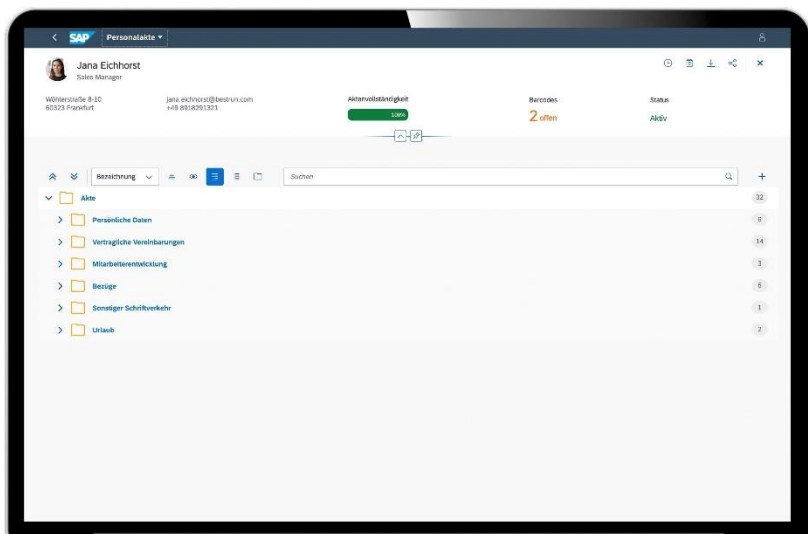 SAP Personalakte
Jana Eichhorst
Sales Manager
Wöhlerstraße 8-10
60323 Frankfurt
jana.eichhorst@bestrun.com
+49 8918291321
Aktenvollständigkeit
100%
Barcodes
2 offen
Status
Aktiv
Bezeichnung
Suchen
Akte 32
Persönliche Daten 6
Vertragliche Vereinbarungen 14
Mitarbeiterentwicklung 3
Bezüge 6
Sonstiger Schriftverkehr 1
Urlaub 2